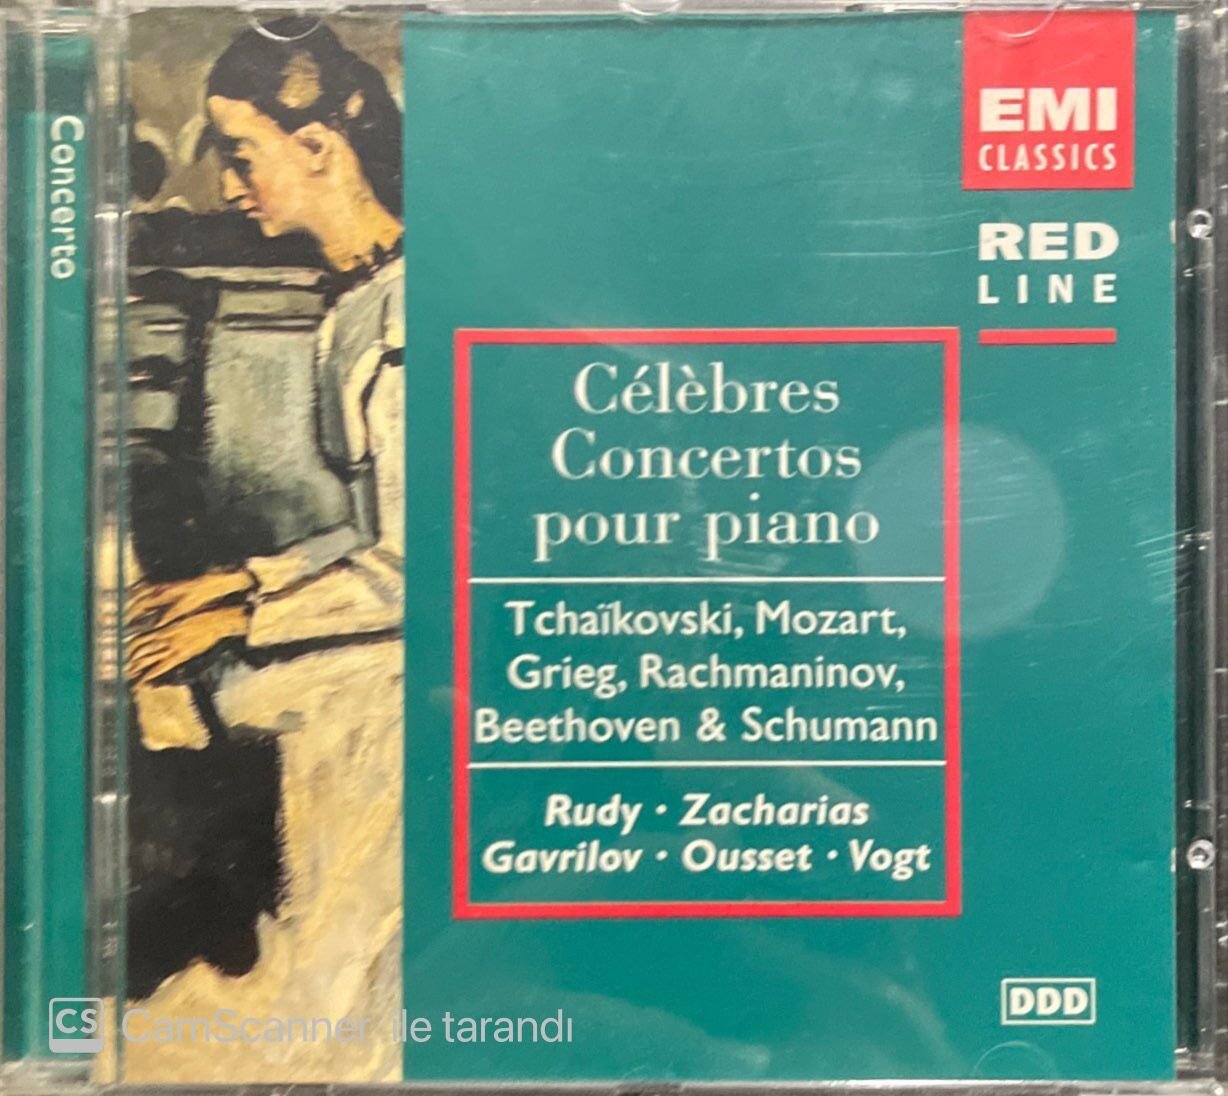 Concerto
EMI
CLASSICS
RED
LINE
Célèbres
Concertos
pour piano
Tchaïkovski, Mozart,
Grieg, Rachmaninov,
Beethoven & Schumann
Rudy · Zacharias
Gavrilov · Ousset · Vogt
DDD
CS CamScanner ile tarandı